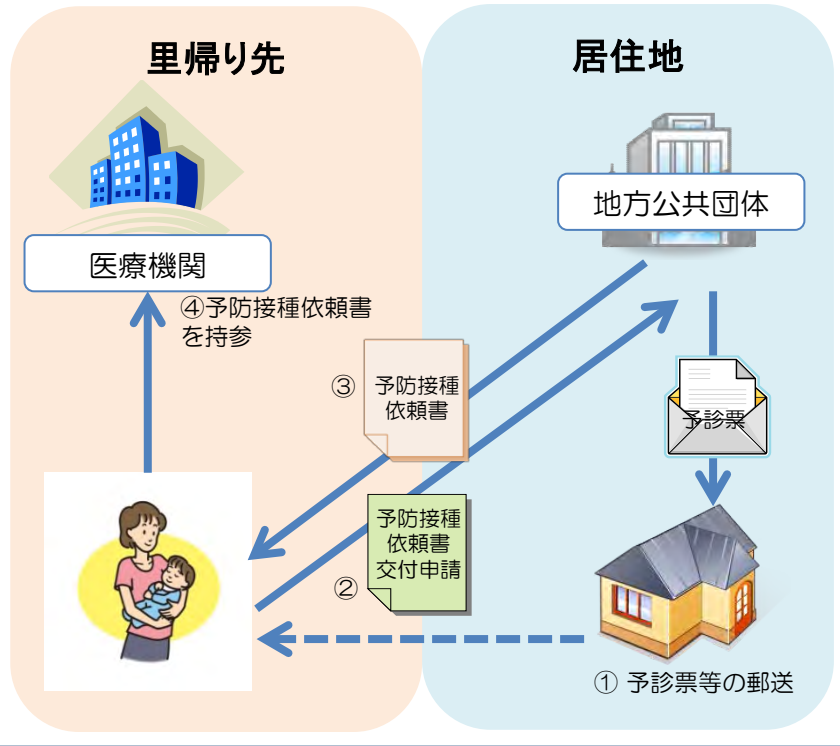 里帰り先
居住地
地方公共団体
医療機関
④予防接種依頼書
を持参
③
予防接種
依頼書
予診票
予防接種
依頼書
交付申請
②
① 予診票等の郵送